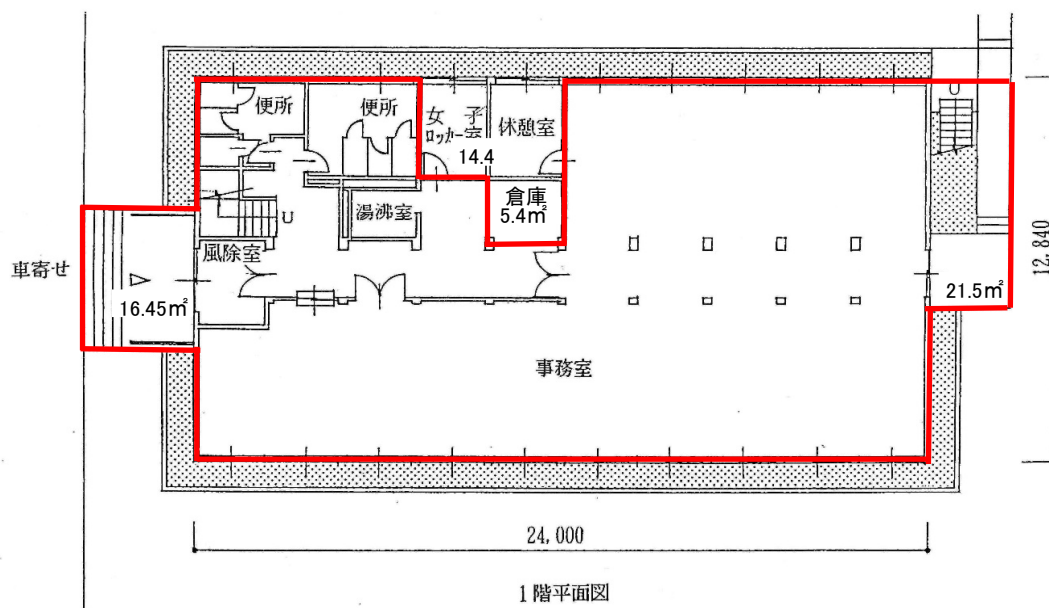 便所
便所
女子
ロッカー室
休憩室
14.4
倉庫
5.4㎡
湯沸室
U
U
風除室
車寄せ
16.45㎡
21.5㎡
12,840
事務室
24,000
1階平面図